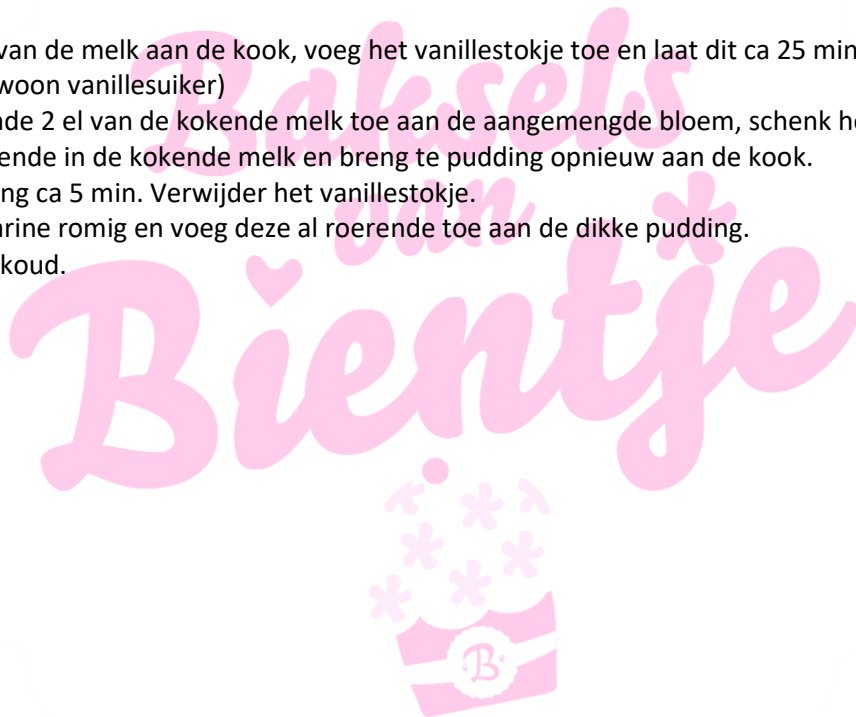 van de melk aan de kook, voeg het vanillestokje toe en laat dit ca 25 min
woon vanillesuiker)
nde 2 el van de kokende melk toe aan de aangemengde bloem, schenk he
ende in de kokende melk en breng te pudding opnieuw aan de kook.
ng ca 5 min. Verwijder het vanillestokje.
arine romig en voeg deze al roerende toe aan de dikke pudding.
koud.
Baksels
van
Bientje
B